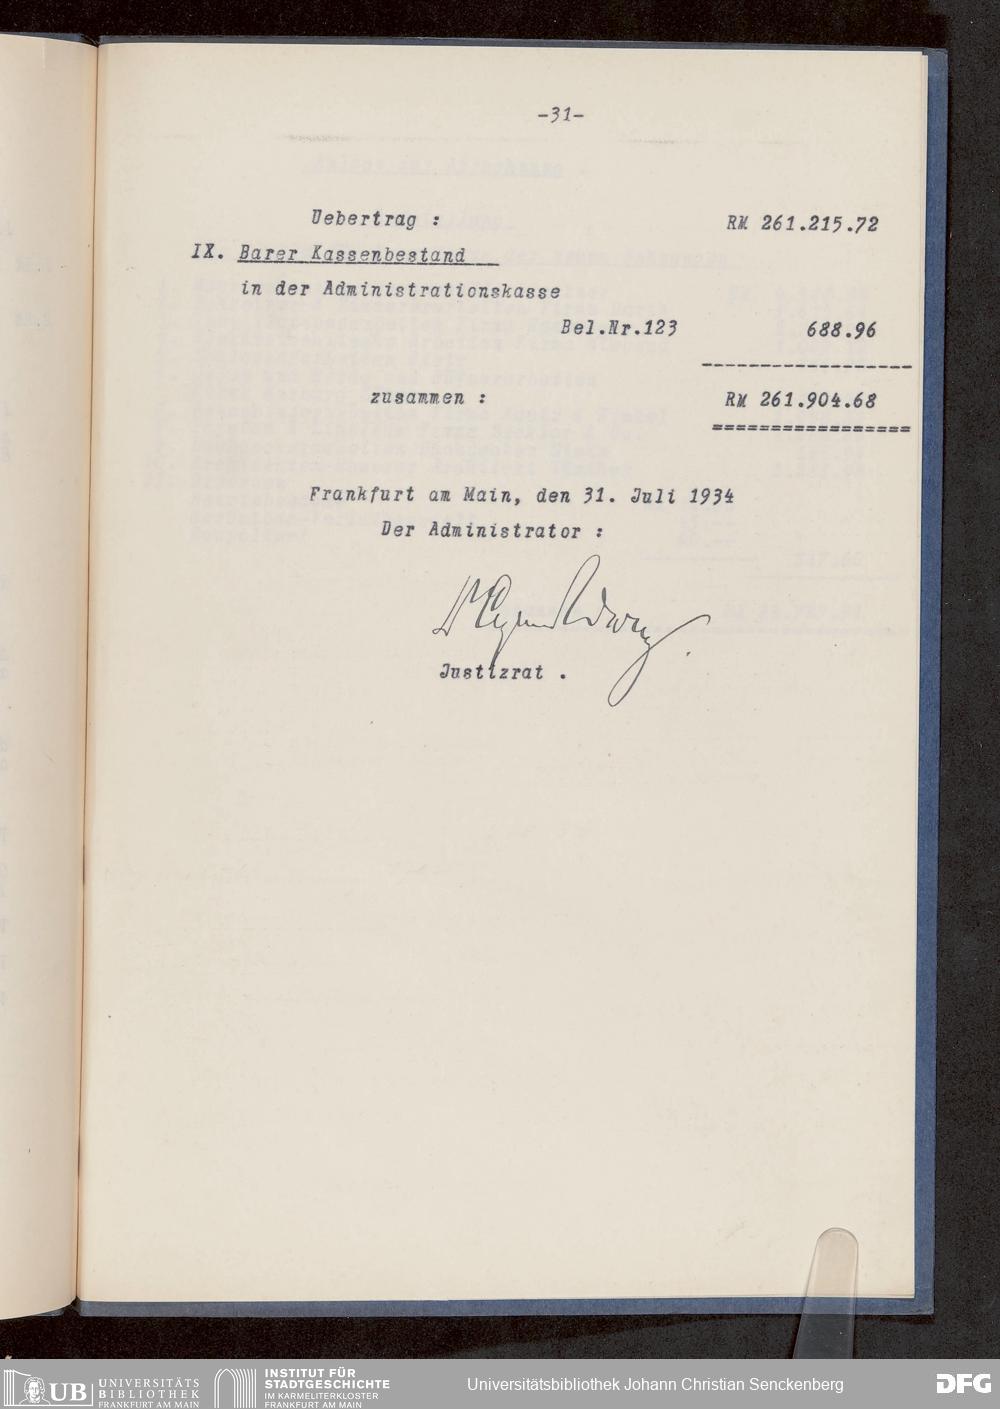 -31-
Uebertrag : RM 261.215.72
IX. Barer Kassenbestand
in der Administrationskasse
Bel.Nr.123 688.96
zusammen : RM 261.904.68
Frankfurt am Main, den 31. Juli 1934
Der Administrator :
Justizrat .
UB UNIVERSITÄTS
BIBLIOTHEK
FRANKFURT AM MAIN
INSTITUT FÜR
STADTGESCHICHTE
IM KARMELITERKLOSTER
FRANKFURT AM MAIN
Universitätsbibliothek Johann Christian Senckenberg
DFG